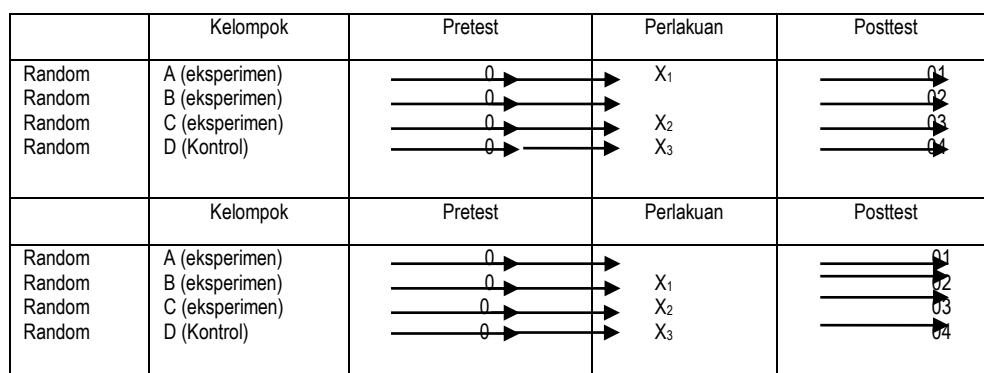 Kelompok Pretest Perlakuan Posttest
Random A (eksperimen) 0 X₁ 01
Random B (eksperimen) 0 02
Random C (eksperimen) 0 X₂ 03
Random D (Kontrol) 0 X₃ 04
Kelompok Pretest Perlakuan Posttest
Random A (eksperimen) 0 01
Random B (eksperimen) 0 X₁ 02
Random C (eksperimen) 0 X₂ 03
Random D (Kontrol) 0 X₃ 04